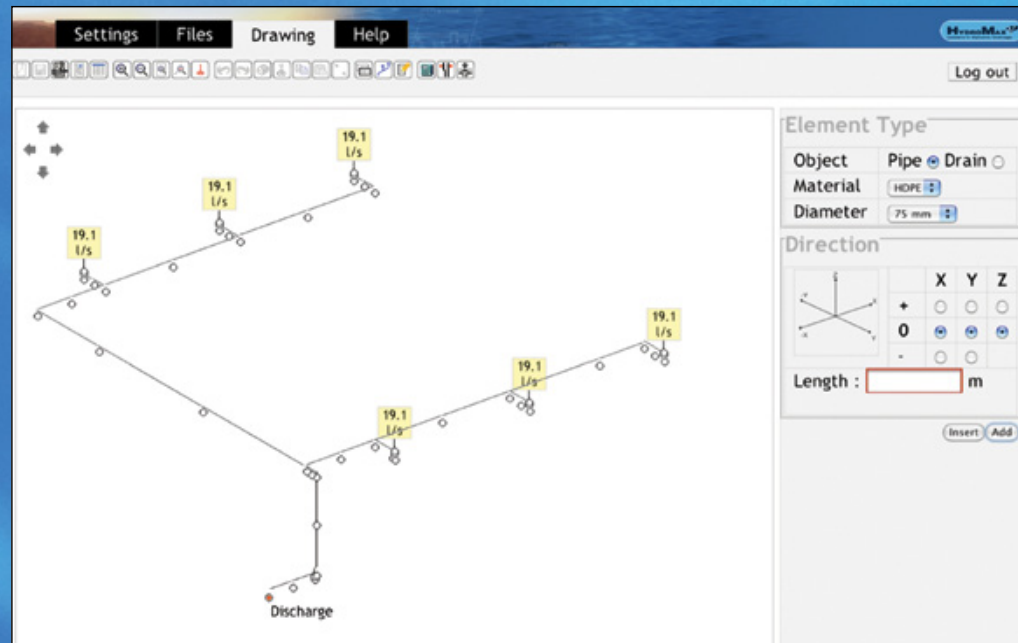 Settings Files Drawing Help
HydroMax
Log out
19.1
l/s
19.1
l/s
19.1
l/s
19.1
l/s
19.1
l/s
19.1
l/s
Discharge
Element Type
Object Pipe Drain
Material HDPE
Diameter 75 mm
Direction
X Y Z
+
0
-
Length : m
Insert Add